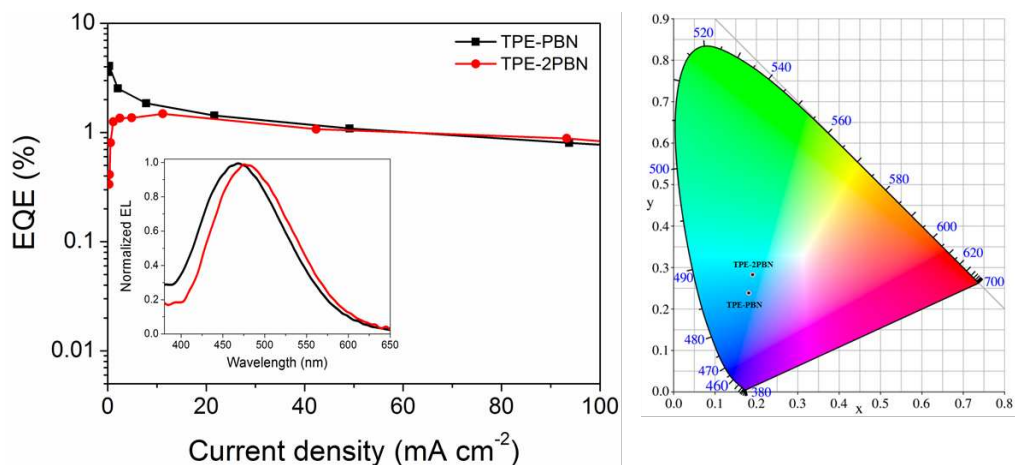 10
1
0.1
0.01
EQE (%)
TPE-PBN
TPE-2PBN
1.0
0.8
0.6
0.4
0.2
0.0
Normalized EL
400 450 500 550 600 650
Wavelength (nm)
0 20 40 60 80 100
Current density (mA cm⁻²)
0.9
0.8
0.7
0.6
500
0.5
y
0.4
0.3
490
0.2
480
0.1
470
460
0.0
520
540
560
580
600
620
700
380
TPE-2PBN
TPE-PBN
0.0 0.1 0.2 0.3 0.4 0.5 0.6 0.7 0.8
x